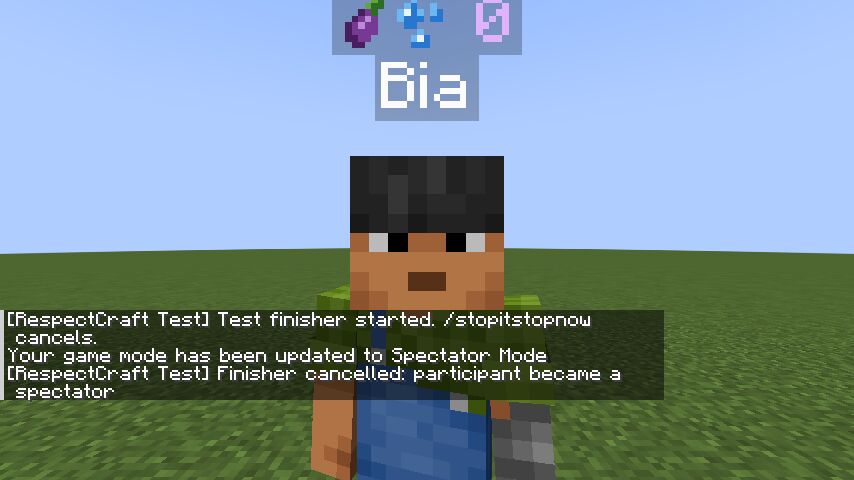 0
Bia
[RespectCraft Test] Test finisher started. /stopitstopnow
cancels.
Your game mode has been updated to Spectator Mode
[RespectCraft Test] Finisher cancelled: participant became a
spectator